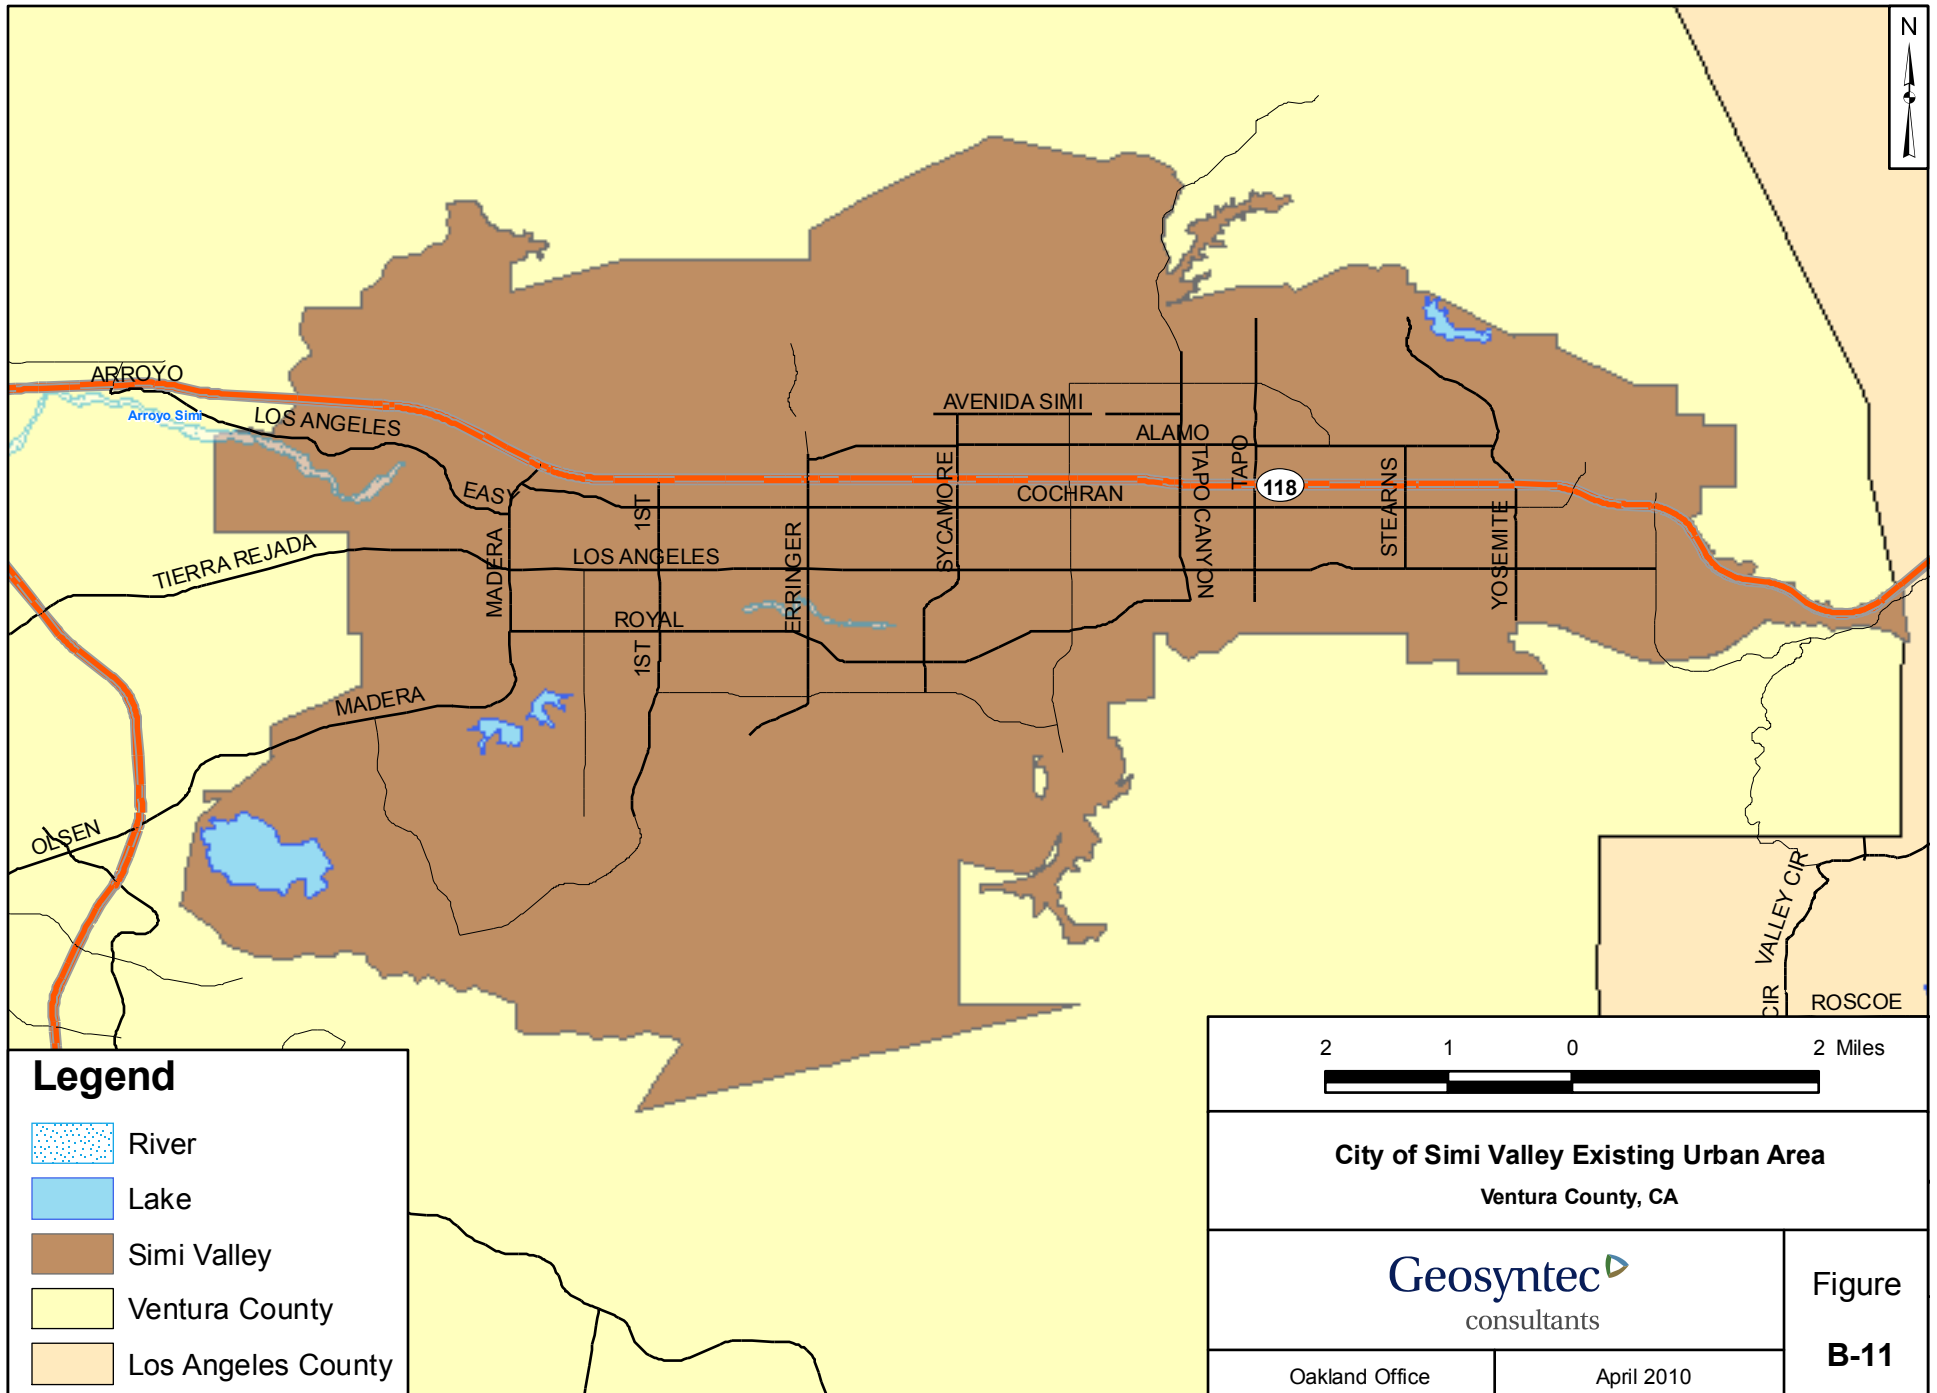 N
ARROYO
Arroyo Simi
LOS ANGELES
AVENIDA SIMI
ALAMO
TAPO
TAPO CANYON
SYCAMORE
STEARNS
118
EASY
COCHRAN
1ST
ERRINGER
YOSEMITE
MADERA
LOS ANGELES
TIERRA REJADA
ROYAL
1ST
MADERA
OLSEN
VALLEY CIR
CIR
ROSCOE
Legend
River
Lake
Simi Valley
Ventura County
Los Angeles County
2 1 0 2 Miles
City of Simi Valley Existing Urban Area
Ventura County, CA
Geosyntec
consultants
Figure
B-11
Oakland Office
April 2010